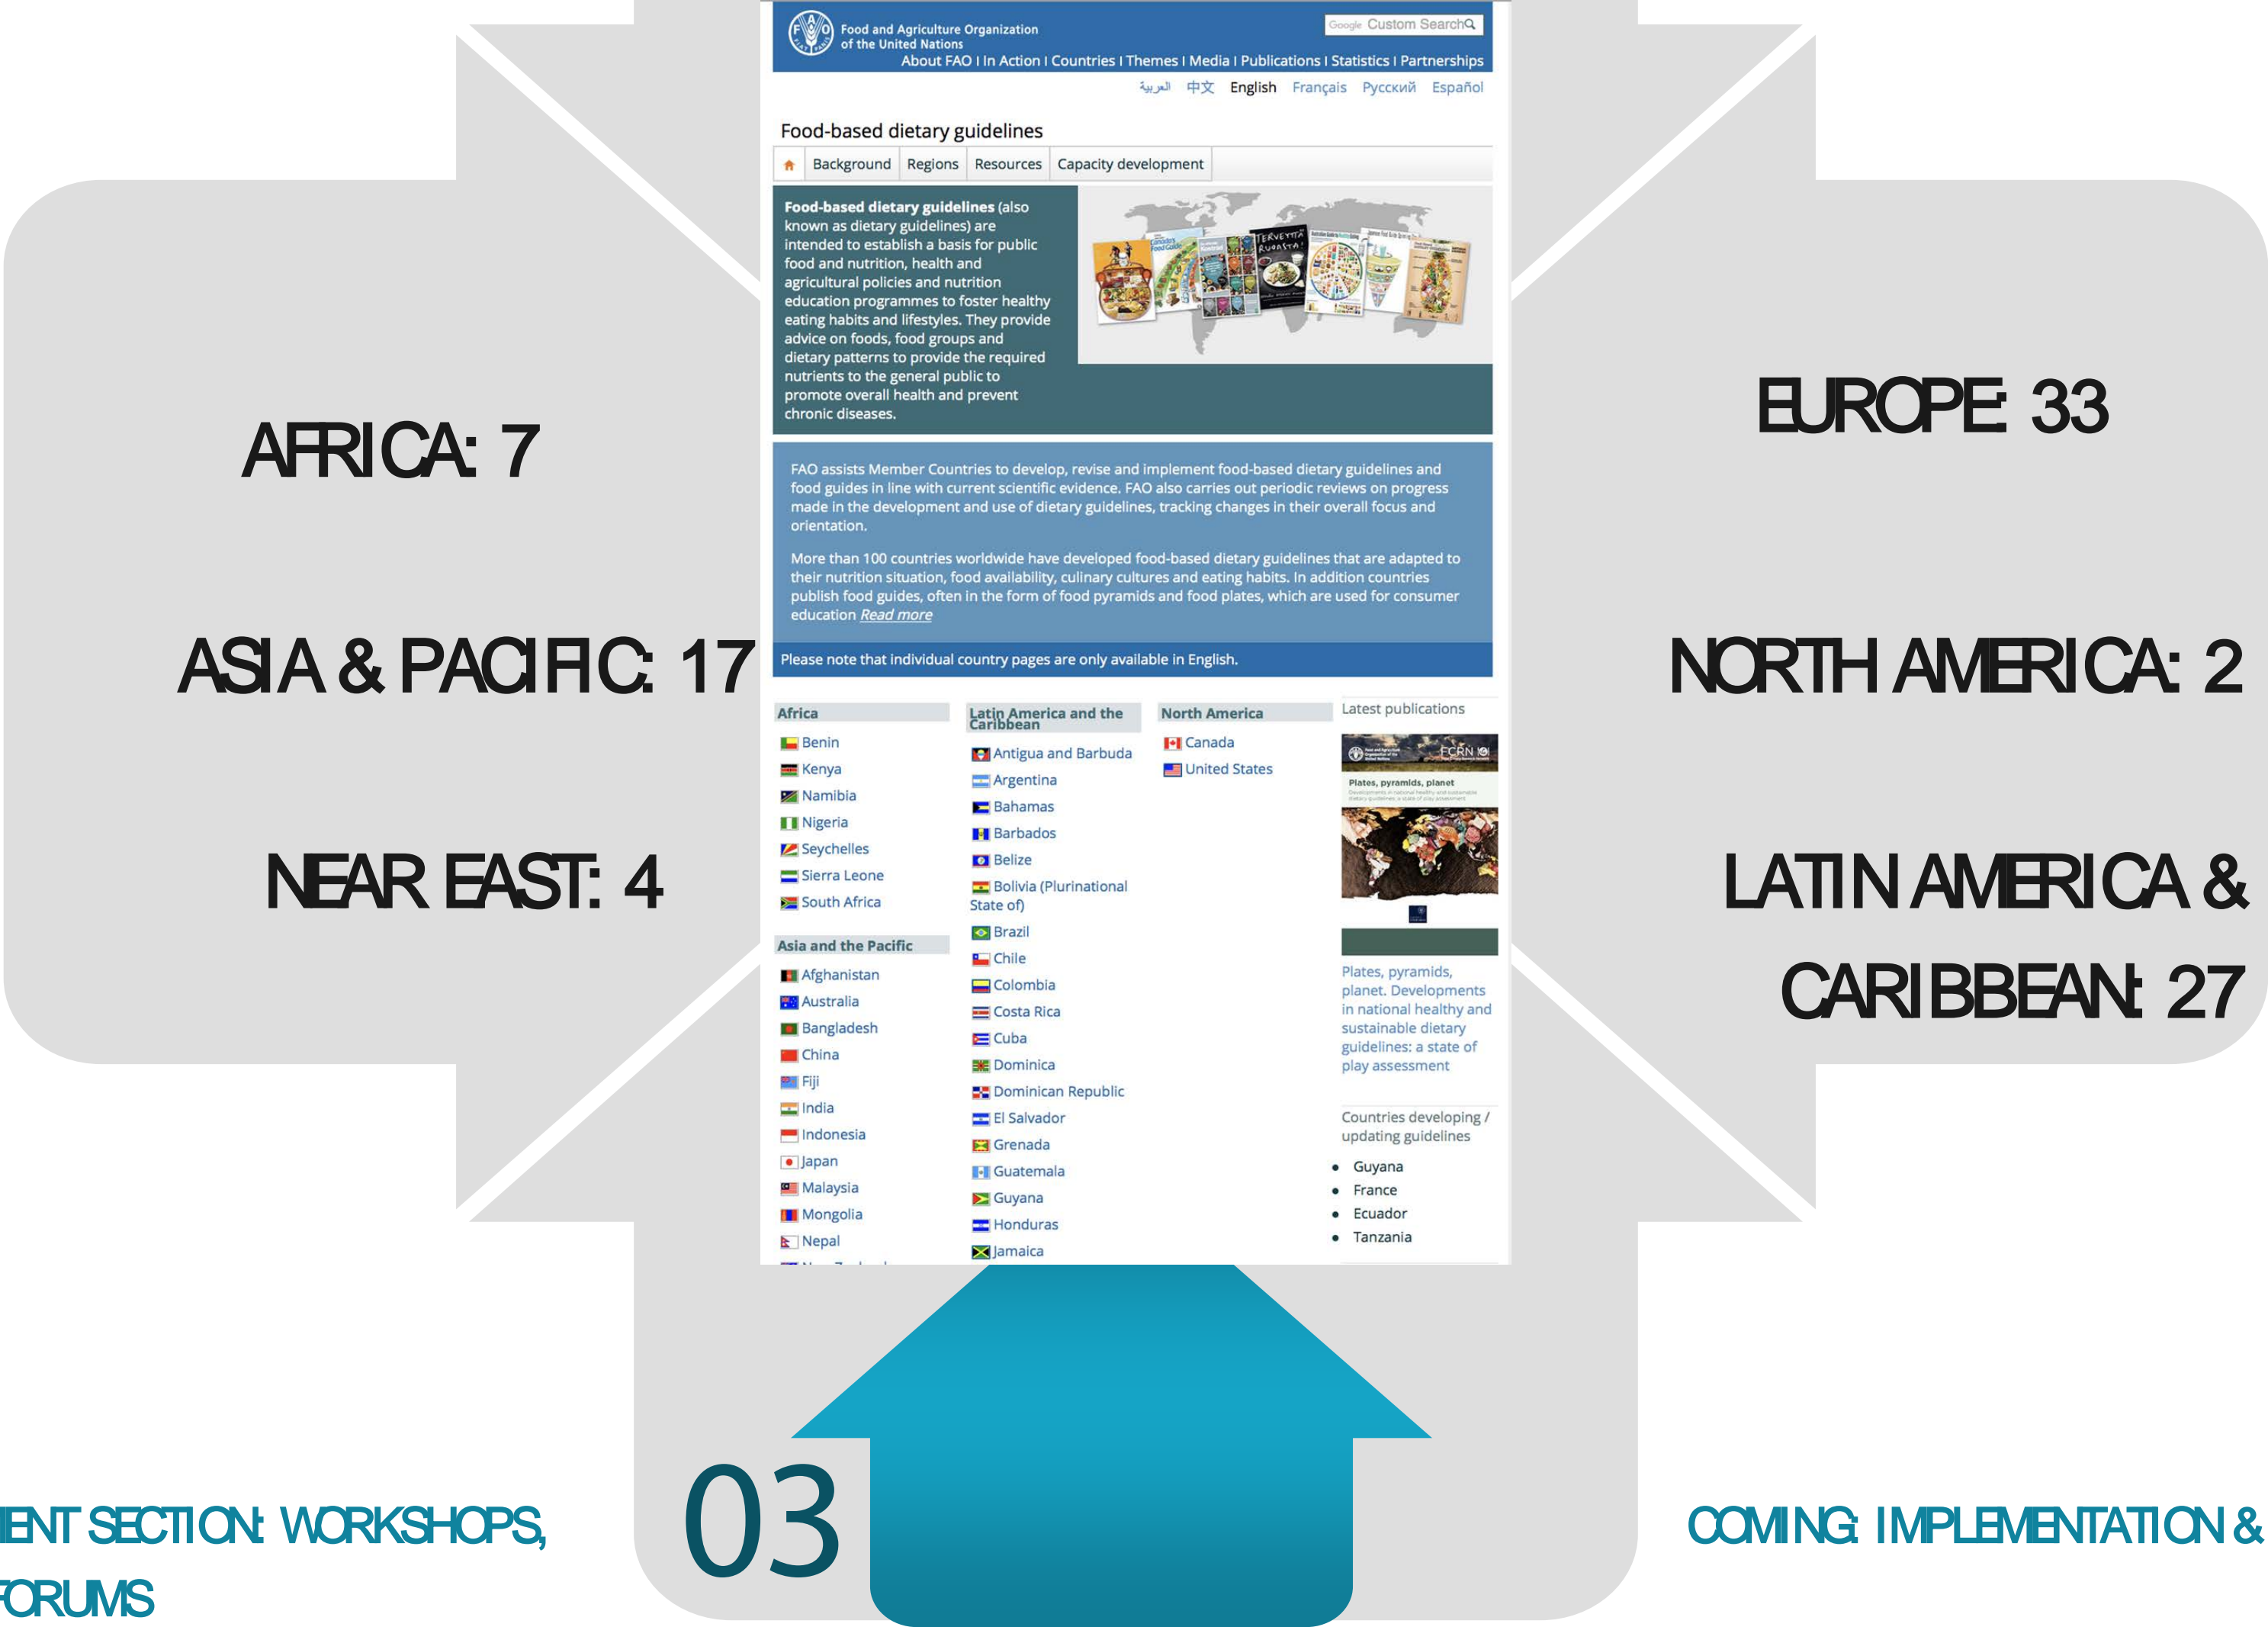 Food and Agriculture Organization
of the United Nations
Google Custom Search
About FAO I In Action I Countries I Themes I Media I Publications I Statistics I Partnerships
العربية 中文 English Français Русский Español
Food-based dietary guidelines
Background Regions Resources Capacity development
Food-based dietary guidelines (also
known as dietary guidelines) are
intended to establish a basis for public
food and nutrition, health and
agricultural policies and nutrition
education programmes to foster healthy
eating habits and lifestyles. They provide
advice on foods, food groups and
dietary patterns to provide the required
nutrients to the general public to
promote overall health and prevent
chronic diseases.
TERVEYTTÄ
RUOASTA!
FAO assists Member Countries to develop, revise and implement food-based dietary guidelines and
food guides in line with current scientific evidence. FAO also carries out periodic reviews on progress
made in the development and use of dietary guidelines, tracking changes in their overall focus and
orientation.
More than 100 countries worldwide have developed food-based dietary guidelines that are adapted to
their nutrition situation, food availability, culinary cultures and eating habits. In addition countries
publish food guides, often in the form of food pyramids and food plates, which are used for consumer
education Read more
Please note that individual country pages are only available in English.
Africa
Benin
Kenya
Namibia
Nigeria
Seychelles
Sierra Leone
South Africa
Asia and the Pacific
Afghanistan
Australia
Bangladesh
China
Fiji
India
Indonesia
Japan
Malaysia
Mongolia
Nepal
Latin America and the
Caribbean
Antigua and Barbuda
Argentina
Bahamas
Barbados
Belize
Bolivia (Plurinational
State of)
Brazil
Chile
Colombia
Costa Rica
Cuba
Dominica
Dominican Republic
El Salvador
Grenada
Guatemala
Guyana
Honduras
Jamaica
North America
Canada
United States
Latest publications
FCRN
Plates, pyramids, planet
Plates, pyramids,
planet. Developments
in national healthy and
sustainable dietary
guidelines: a state of
play assessment
Countries developing /
updating guidelines
• Guyana
• France
• Ecuador
• Tanzania
AFRICA: 7
ASIA & PACIFIC: 17
NEAR EAST: 4
EUROPE: 33
NORTH AMERICA: 2
LATIN AMERICA &
CARIBBEAN: 27
03
ENT SECTION: WORKSHOPS,
FORUMS
COMING: IMPLEMENTATION &